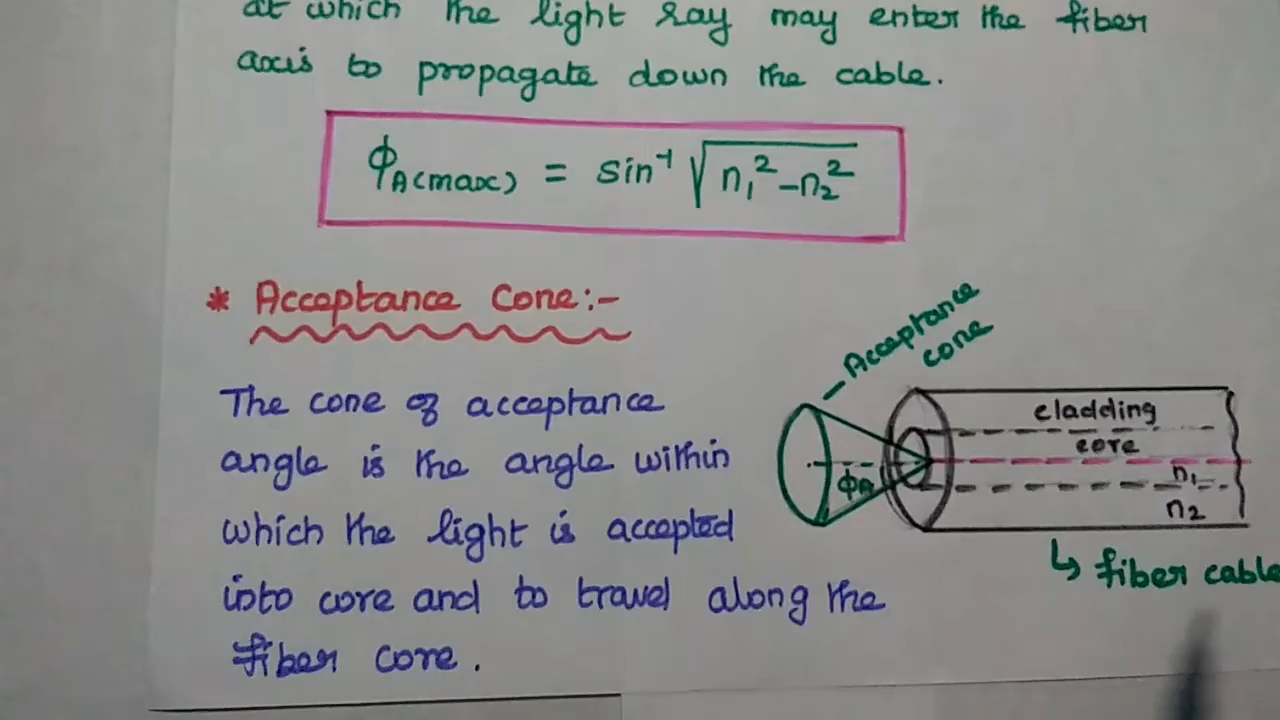 at which the light ray may enter the fiber
axis to propagate down the cable.
ϕA(max) = sin⁻¹ √n₁² - n₂²
* Acceptance Cone:-
Acceptance
cone
The cone of acceptance
angle is the angle within
which the light is accepted
into core and to travel along the
fiber core.
cladding
core
ϕA
n₁
n₂
↳ fiber cable